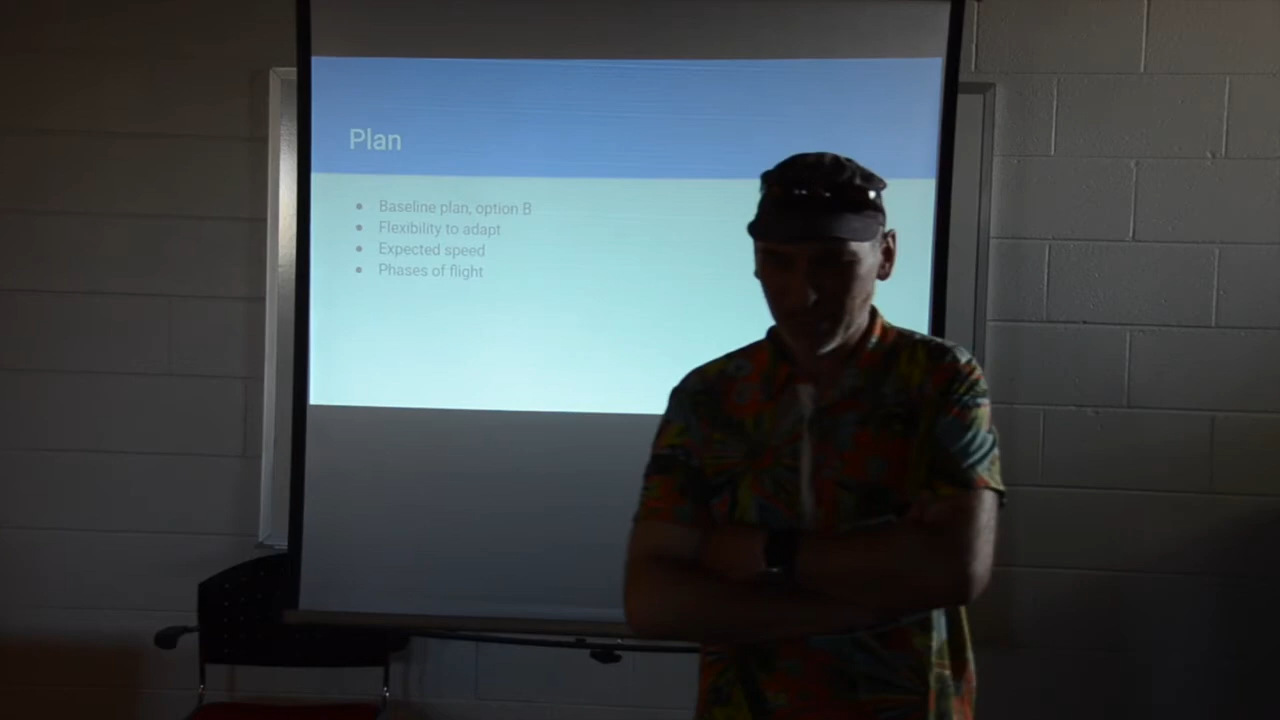 Plan
Baseline plan, option B
Flexibility to adapt
Expected speed
Phases of flight